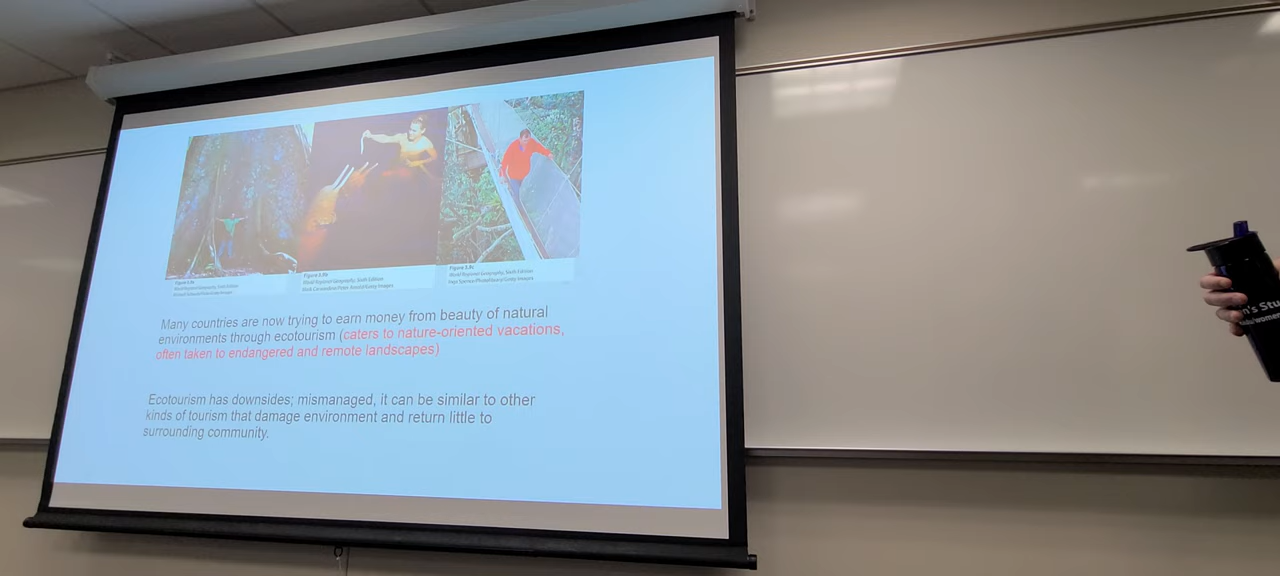 Figure 5.9b
World Regional Geography, Sixth Edition
Figure 5.9c
World Regional Geography, Sixth Edition
Many countries are now trying to earn money from beauty of natural
environments through ecotourism (caters to nature-oriented vacations,
often taken to endangered and remote landscapes)
Ecotourism has downsides; mismanaged, it can be similar to other
kinds of tourism that damage environment and return little to
surrounding community.
n's Stu